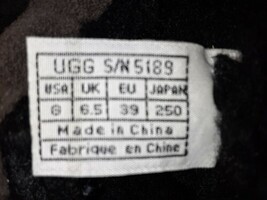 UGG S/N 5189
USA UK EU JAPAN
8 6.5 39 250
Made in China
Fabrique en Chine